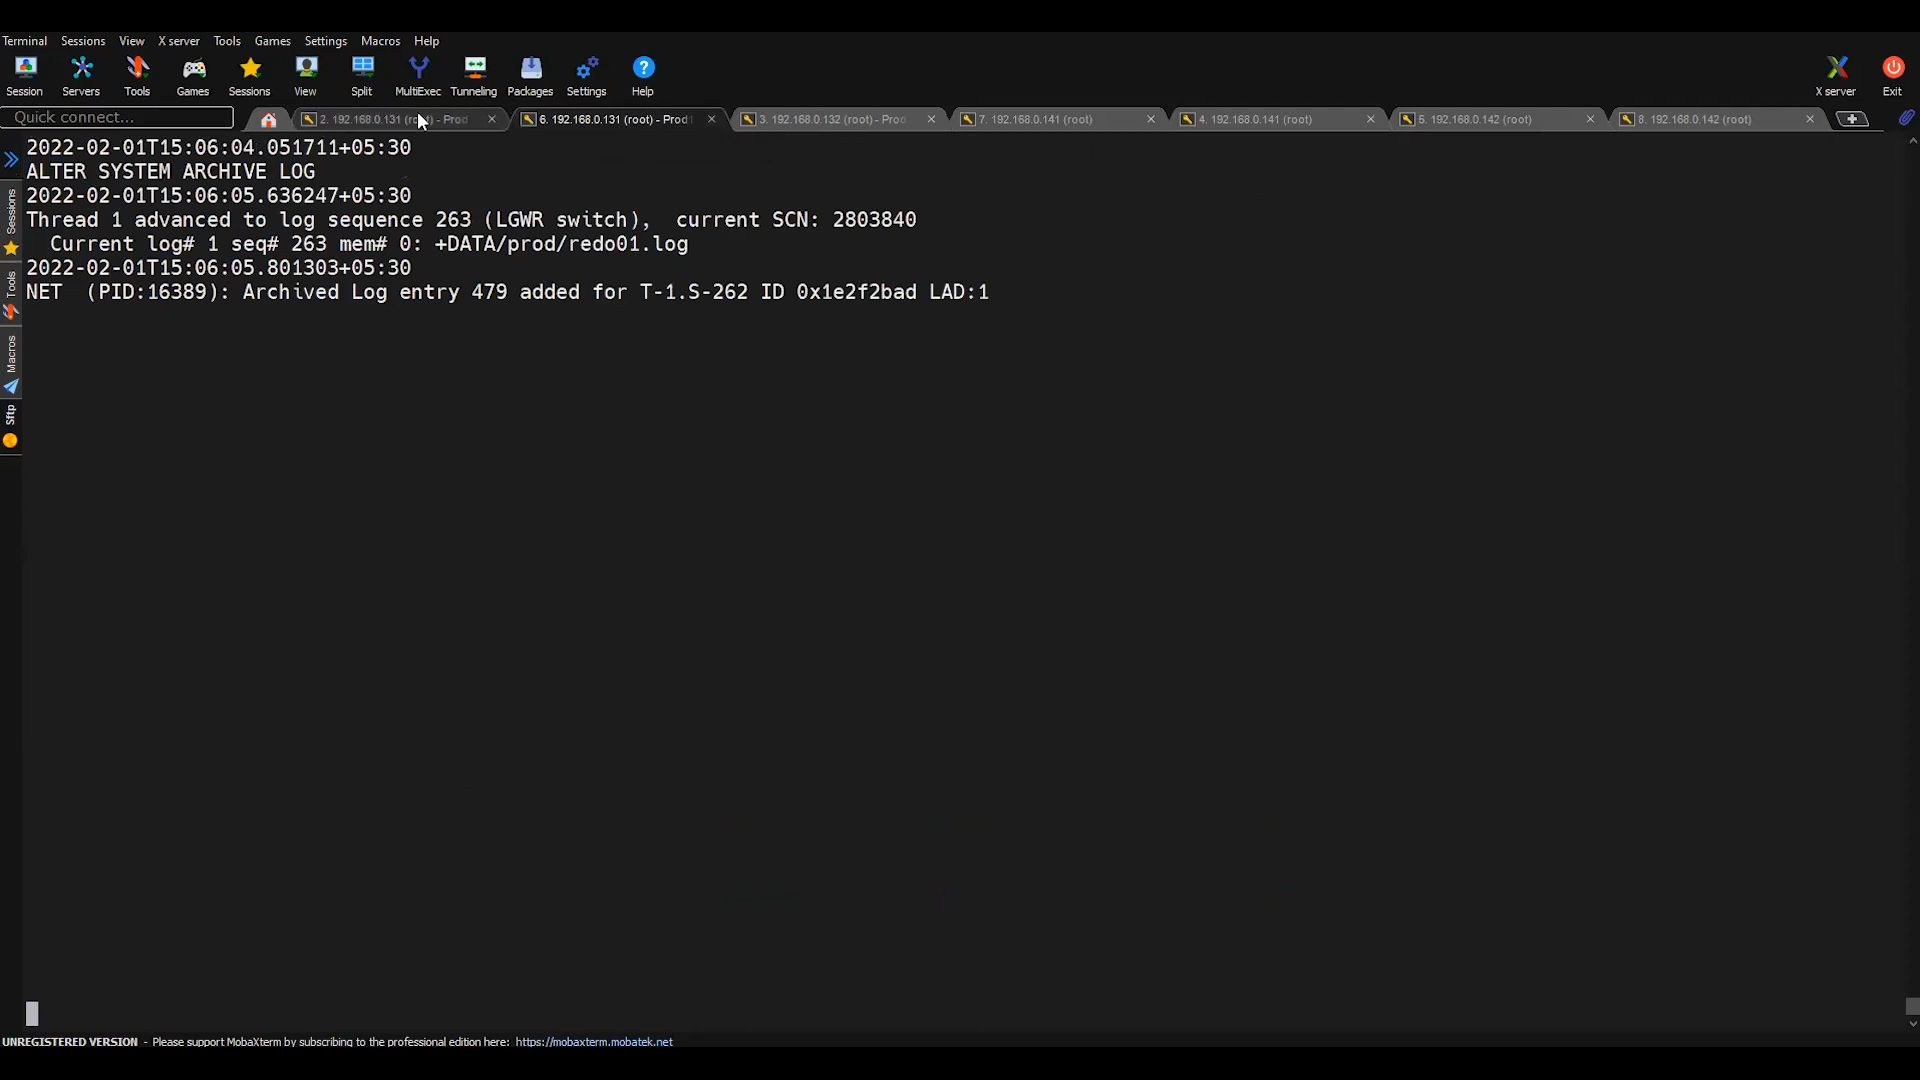 Terminal Sessions View X server Tools Games Settings Macros Help
Session Servers Tools Games Sessions View Split MultiExec Tunneling Packages Settings Help X server Exit
Quick connect... 2. 192.168.0.131 (root) - Prod 6. 192.168.0.131 (root) - Prod1 3. 192.168.0.132 (root) - Prod 7. 192.168.0.141 (root) 4. 192.168.0.141 (root) 5. 192.168.0.142 (root) 8. 192.168.0.142 (root)
2022-02-01T15:06:04.051711+05:30
ALTER SYSTEM ARCHIVE LOG
2022-02-01T15:06:05.636247+05:30
Thread 1 advanced to log sequence 263 (LGWR switch),  current SCN: 2803840
  Current log# 1 seq# 263 mem# 0: +DATA/prod/redo01.log
2022-02-01T15:06:05.801303+05:30
NET  (PID:16389): Archived Log entry 479 added for T-1.S-262 ID 0x1e2f2bad LAD:1
Sessions
Tools
Macros
Sftp
UNREGISTERED VERSION - Please support MobaXterm by subscribing to the professional edition here: https://mobaxterm.mobatek.net